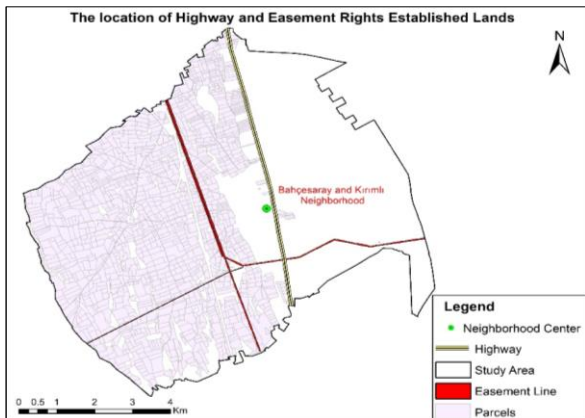 The location of Highway and Easement Rights Established Lands
N
Bahçesaray and Kırımlı
Neighborhood
Legend
Neighborhood Center
Highway
Study Area
Easement Line
Parcels
0 0.5 1 2 3 4
Km